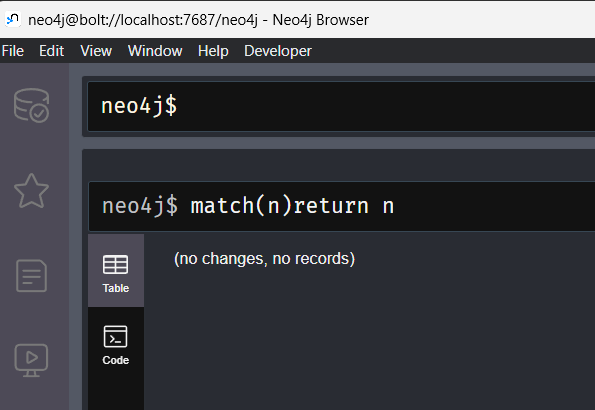 neo4j@bolt://localhost:7687/neo4j - Neo4j Browser
File Edit View Window Help Developer
neo4j$
neo4j$ match(n)return n
(no changes, no records)
Table
Code